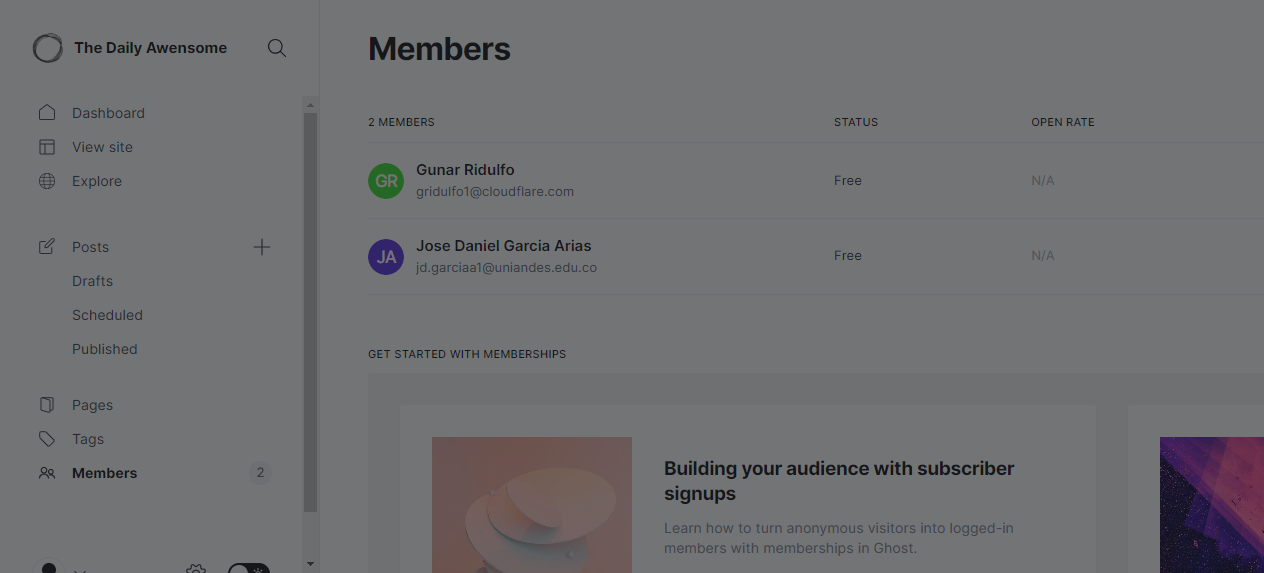 The Daily Awensome
Dashboard
View site
Explore
Posts
Drafts
Scheduled
Published
Pages
Tags
Members 2
Members
2 MEMBERS STATUS OPEN RATE
GR Gunar Ridulfo Free N/A
gridulfo1@cloudflare.com
JA Jose Daniel Garcia Arias Free N/A
jd.garciaa1@uniandes.edu.co
GET STARTED WITH MEMBERSHIPS
Building your audience with subscriber
signups
Learn how to turn anonymous visitors into logged-in
members with memberships in Ghost.